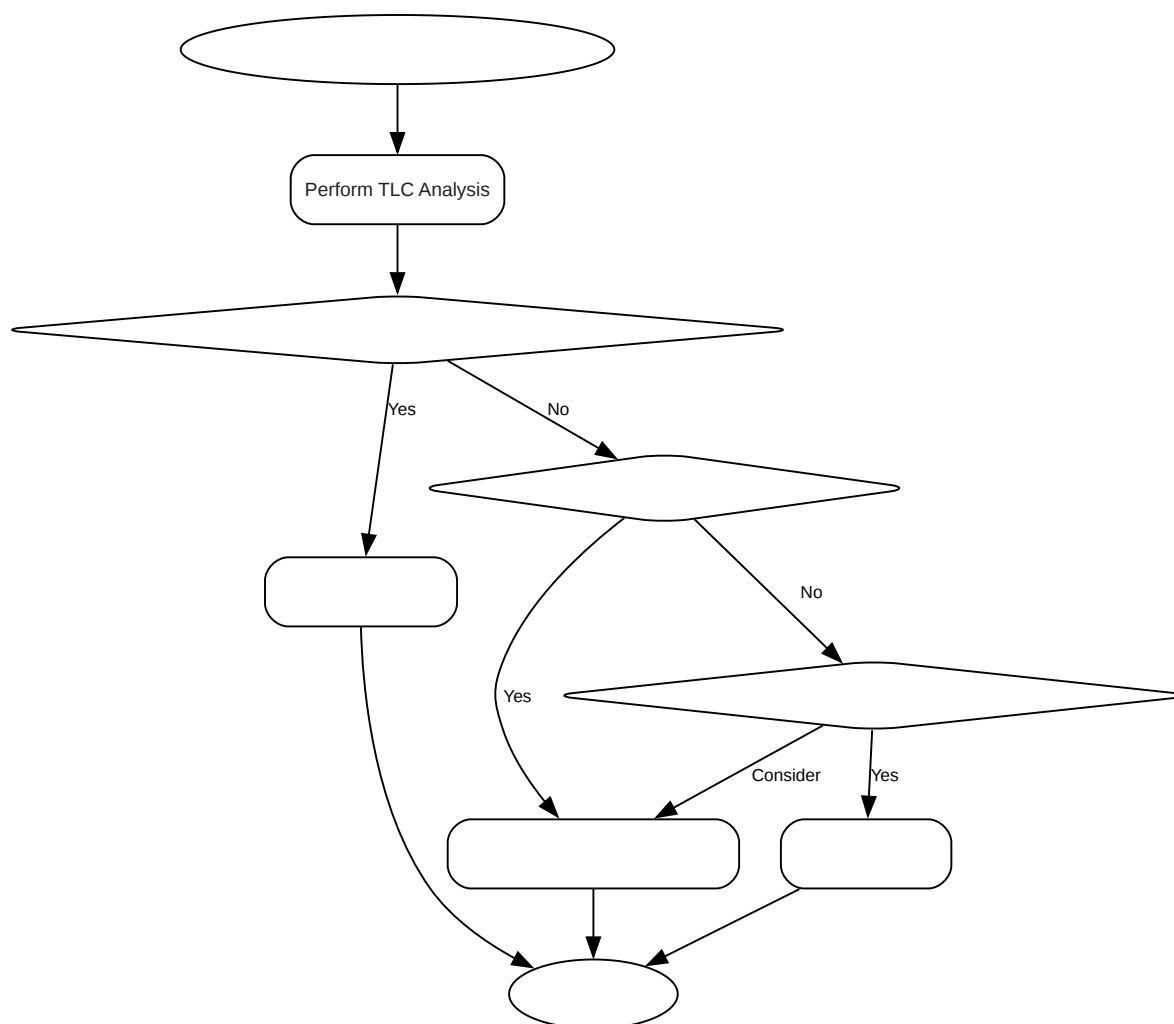 Perform TLC Analysis
Yes
No
No
Yes
Consider
Yes